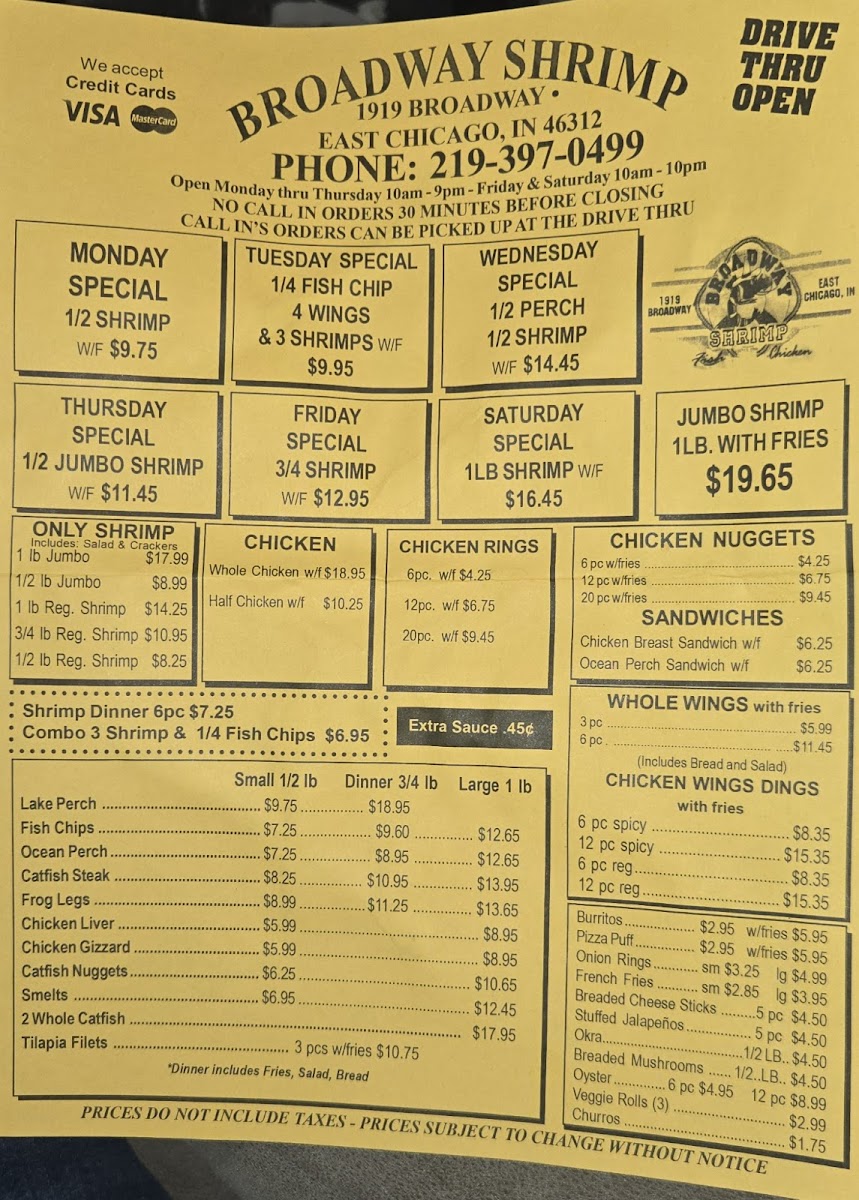 We accept
Credit Cards
VISA MasterCard
DRIVE
THRU
OPEN
BROADWAY SHRIMP
1919 BROADWAY •
EAST CHICAGO, IN 46312
PHONE: 219-397-0499
Open Monday thru Thursday 10am - 9pm - Friday & Saturday 10am - 10pm
NO CALL IN ORDERS 30 MINUTES BEFORE CLOSING
CALL IN'S ORDERS CAN BE PICKED UP AT THE DRIVE THRU
MONDAY
SPECIAL
1/2 SHRIMP
W/F $9.75
TUESDAY SPECIAL
1/4 FISH CHIP
4 WINGS
& 3 SHRIMPS W/F
$9.95
WEDNESDAY
SPECIAL
1/2 PERCH
1/2 SHRIMP
W/F $14.45
1919
BROADWAY
BROADWAY
SHRIMP
Fish Chicken
EAST
CHICAGO, IN
THURSDAY
SPECIAL
1/2 JUMBO SHRIMP
W/F $11.45
FRIDAY
SPECIAL
3/4 SHRIMP
W/F $12.95
SATURDAY
SPECIAL
1LB SHRIMP W/F
$16.45
JUMBO SHRIMP
1LB. WITH FRIES
$19.65
ONLY SHRIMP
Includes: Salad & Crackers
1 lb Jumbo $17.99
1/2 lb Jumbo $8.99
1 lb Reg. Shrimp $14.25
3/4 lb Reg. Shrimp $10.95
1/2 lb Reg. Shrimp $8.25
CHICKEN
Whole Chicken w/f $18.95
Half Chicken w/f $10.25
CHICKEN RINGS
6pc. w/f $4.25
12pc. w/f $6.75
20pc. w/f $9.45
CHICKEN NUGGETS
6 pc w/fries $4.25
12 pc w/fries $6.75
20 pc w/fries $9.45
SANDWICHES
Chicken Breast Sandwich w/f $6.25
Ocean Perch Sandwich w/f $6.25
Shrimp Dinner 6pc $7.25
Combo 3 Shrimp & 1/4 Fish Chips $6.95
Extra Sauce .45¢
WHOLE WINGS with fries
3 pc $5.99
6 pc. $11.45
(Includes Bread and Salad)
CHICKEN WINGS DINGS
with fries
6 pc spicy $8.35
12 pc spicy $15.35
6 pc reg $8.35
12 pc reg $15.35
Small 1/2 lb Dinner 3/4 lb Large 1 lb
Lake Perch $9.75 $18.95
Fish Chips $7.25 $9.60 $12.65
Ocean Perch $7.25 $8.95 $12.65
Catfish Steak $8.25 $10.95 $13.95
Frog Legs $8.99 $11.25 $13.65
Chicken Liver $5.99 $8.95
Chicken Gizzard $5.99 $8.95
Catfish Nuggets $6.25 $10.65
Smelts $6.95 $12.45
2 Whole Catfish $17.95
Tilapia Filets 3 pcs w/fries $10.75
*Dinner includes Fries, Salad, Bread
Burritos $2.95 w/fries $5.95
Pizza Puff $2.95 w/fries $5.95
Onion Rings sm $3.25 lg $4.99
French Fries sm $2.85 lg $3.95
Breaded Cheese Sticks 5 pc $4.50
Stuffed Jalapeños 5 pc $4.50
Okra 1/2 LB.. $4.50
Breaded Mushrooms 1/2..LB.. $4.50
Oyster 6 pc $4.95 12 pc $8.99
Veggie Rolls (3) $2.99
Churros $1.75
PRICES DO NOT INCLUDE TAXES - PRICES SUBJECT TO CHANGE WITHOUT NOTICE